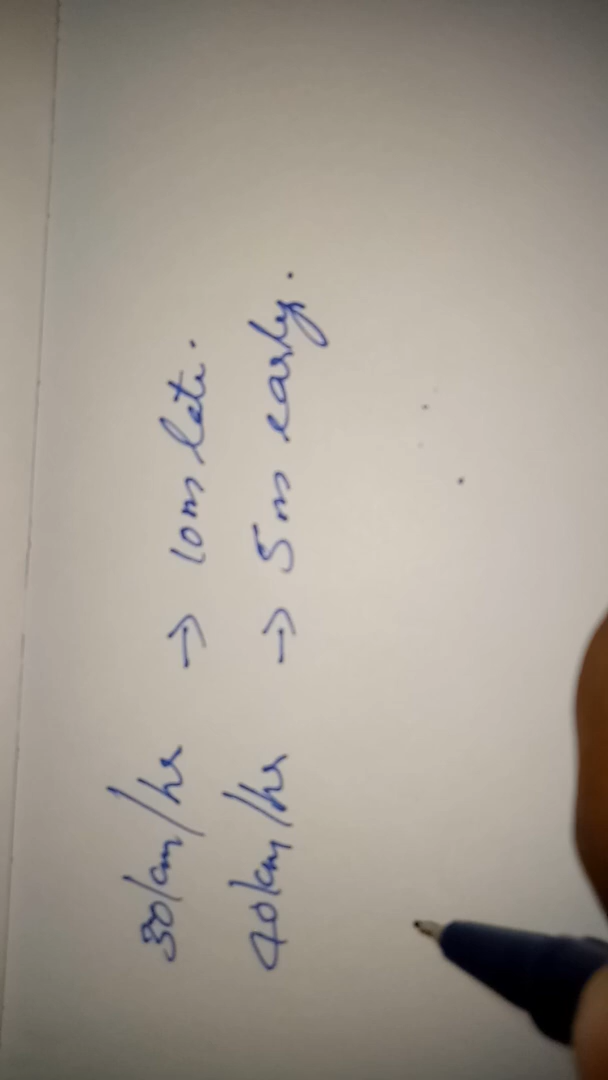 30km/hr → 10m late.
40km/hr → 5m early.